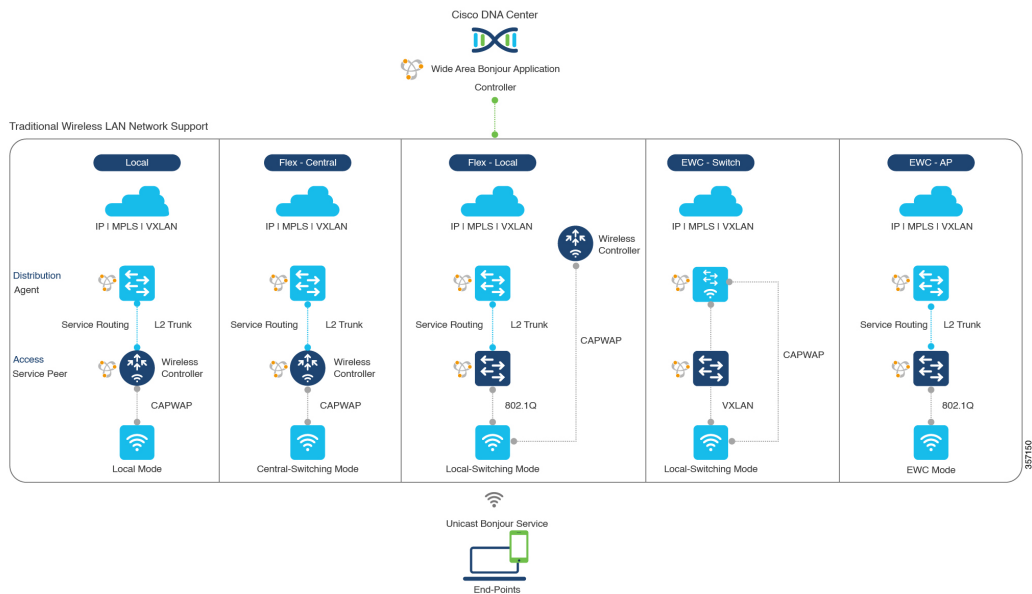 Cisco DNA Center
Wide Area Bonjour Application
Controller
Traditional Wireless LAN Network Support
Local
Flex - Central
Flex - Local
EWC - Switch
EWC - AP
IP I MPLS I VXLAN
IP I MPLS I VXLAN
IP I MPLS I VXLAN
IP I MPLS I VXLAN
IP I MPLS I VXLAN
Wireless
Controller
Distribution
Agent
Service Routing
L2 Trunk
Service Routing
L2 Trunk
Service Routing
L2 Trunk
Service Routing
L2 Trunk
CAPWAP
CAPWAP
Access
Service Peer
Wireless
Controller
Wireless
Controller
CAPWAP
CAPWAP
802.1Q
VXLAN
802.1Q
Local Mode
Central-Switching Mode
Local-Switching Mode
Local-Switching Mode
EWC Mode
357150
Unicast Bonjour Service
End-Points